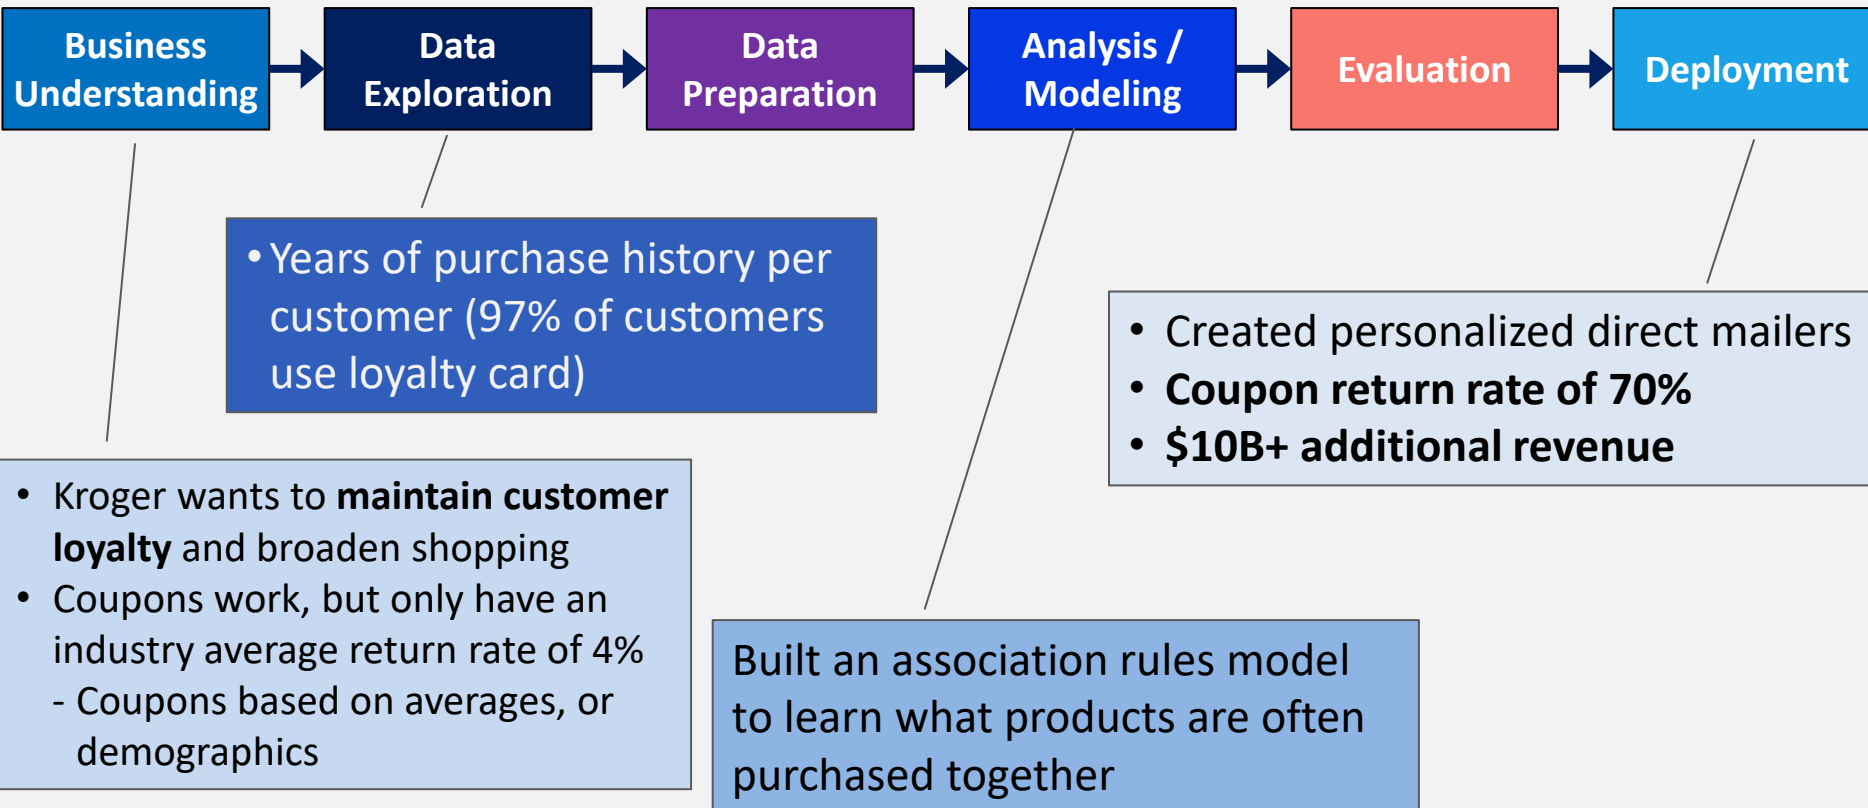 Business
Understanding
Data
Exploration
Data
Preparation
Analysis /
Modeling
Evaluation
Deployment
• Years of purchase history per
customer (97% of customers
use loyalty card)
• Created personalized direct mailers
• Coupon return rate of 70%
• $10B+ additional revenue
• Kroger wants to maintain customer
loyalty and broaden shopping
• Coupons work, but only have an
industry average return rate of 4%
- Coupons based on averages, or
demographics
Built an association rules model
to learn what products are often
purchased together